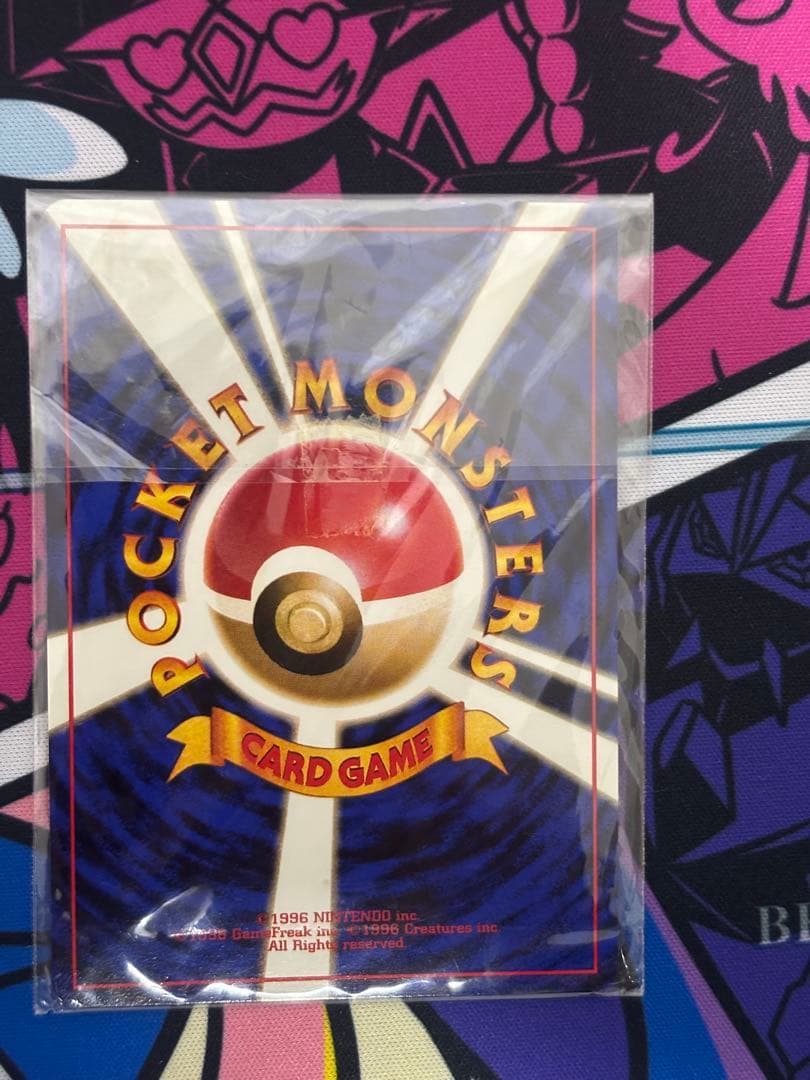 POCKET MONSTERS
CARD GAME
©1996 NINTENDO inc.
©1996 GameFreak inc. ©1996 Creatures inc
All Rights reserved.